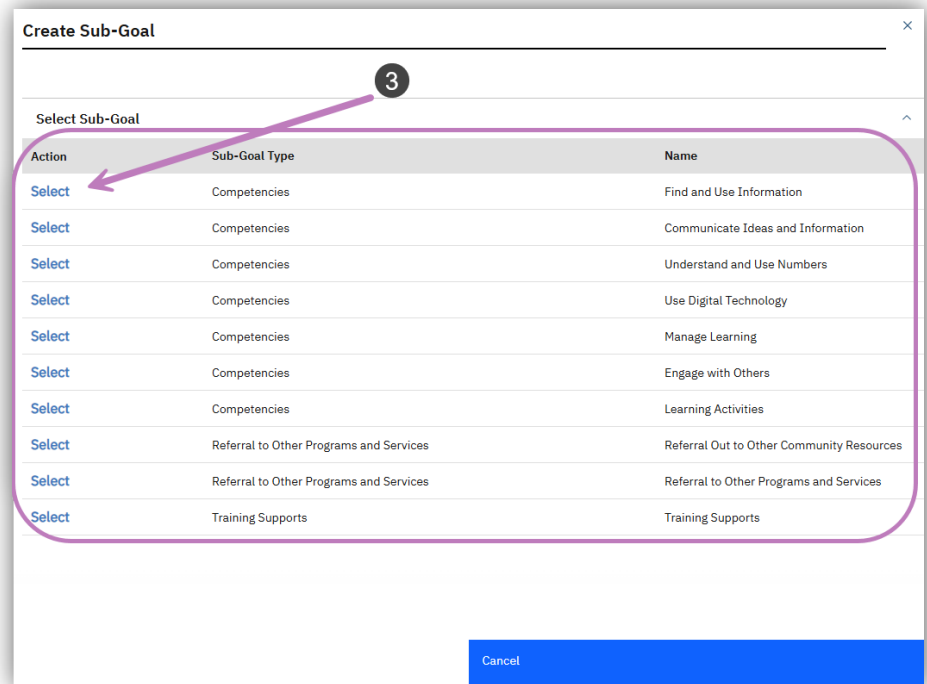 Create Sub-Goal
×
3
Select Sub-Goal
Action Sub-Goal Type Name
Select Competencies Find and Use Information
Select Competencies Communicate Ideas and Information
Select Competencies Understand and Use Numbers
Select Competencies Use Digital Technology
Select Competencies Manage Learning
Select Competencies Engage with Others
Select Competencies Learning Activities
Select Referral to Other Programs and Services Referral Out to Other Community Resources
Select Referral to Other Programs and Services Referral to Other Programs and Services
Select Training Supports Training Supports
Cancel